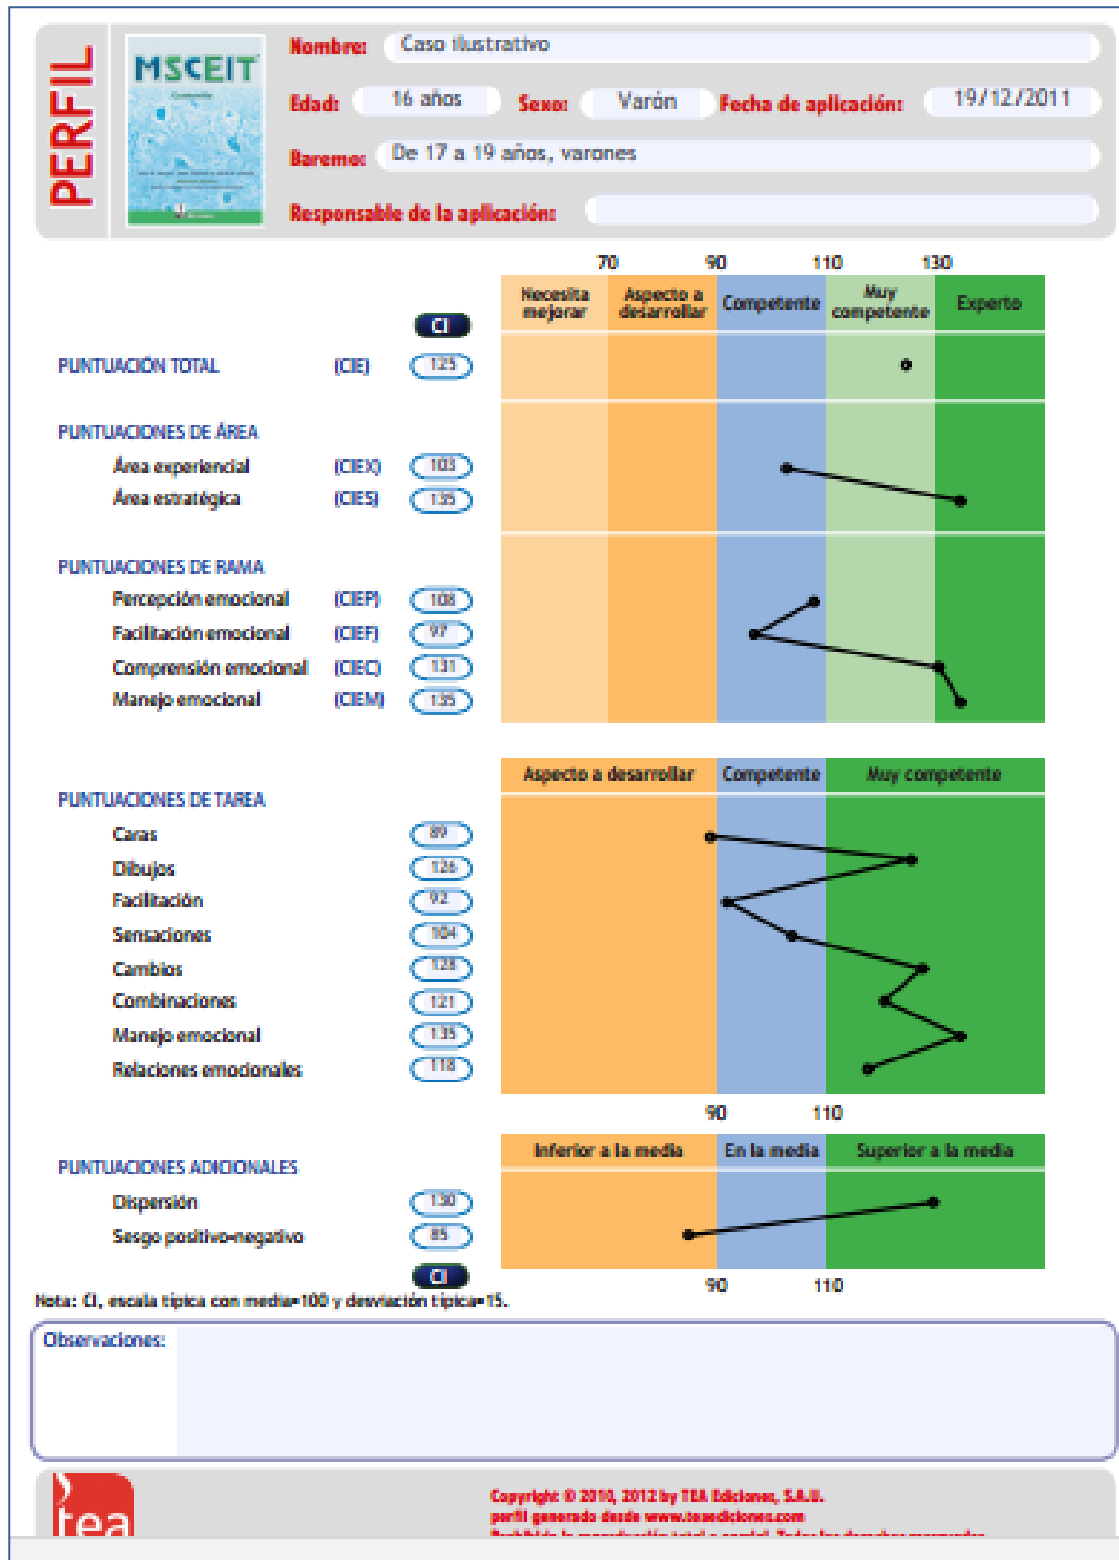 PERFIL
MSCEIT
Nombre: Caso ilustrativo
Edad: 16 años Sexo: Varón Fecha de aplicación: 19/12/2011
Baremo: De 17 a 19 años, varones
Responsable de la aplicación:
70 90 110 130
CI Necesita mejorar Aspecto a desarrollar Competente Muy competente Experto
PUNTUACIÓN TOTAL (CIE) 125
PUNTUACIONES DE ÁREA
Área experiencial (CIEX) 103
Área estratégica (CIES) 135
PUNTUACIONES DE RAMA
Percepción emocional (CIEP) 108
Facilitación emocional (CIEF) 97
Comprensión emocional (CIEC) 131
Manejo emocional (CIEM) 135
Aspecto a desarrollar Competente Muy competente
PUNTUACIONES DE TAREA
Caras 89
Dibujos 126
Facilitación 92
Sensaciones 104
Cambios 128
Combinaciones 121
Manejo emocional 135
Relaciones emocionales 118
90 110
Inferior a la media En la media Superior a la media
PUNTUACIONES ADICIONALES
Dispersión 130
Sesgo positivo-negativo 85
CI 90 110
Nota: CI, escala típica con media=100 y desviación típica=15.
Observaciones:
tea
Copyright © 2010, 2012 by TEA Ediciones, S.A.U.
perfil generado desde www.teaediciones.com